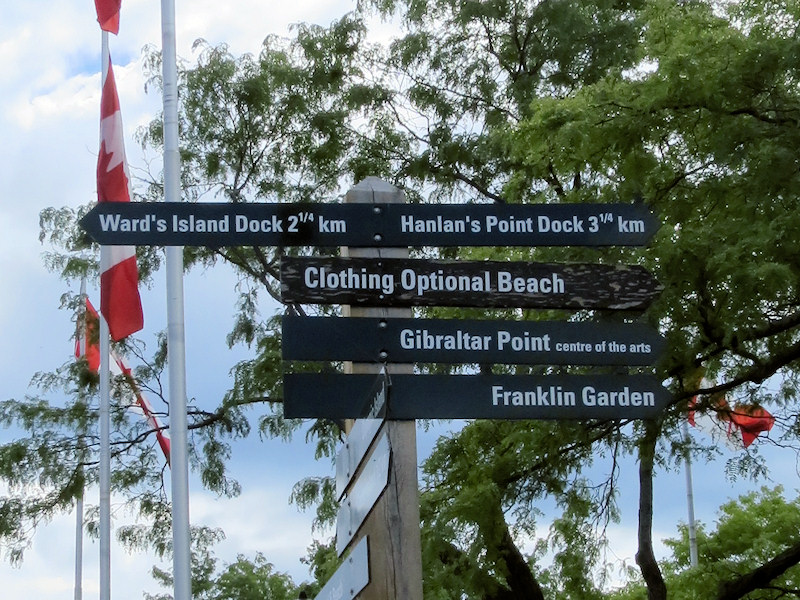 Ward's Island Dock 2¼ km
Hanlan's Point Dock 3¼ km
Clothing Optional Beach
Gibraltar Point centre of the arts
Franklin Garden